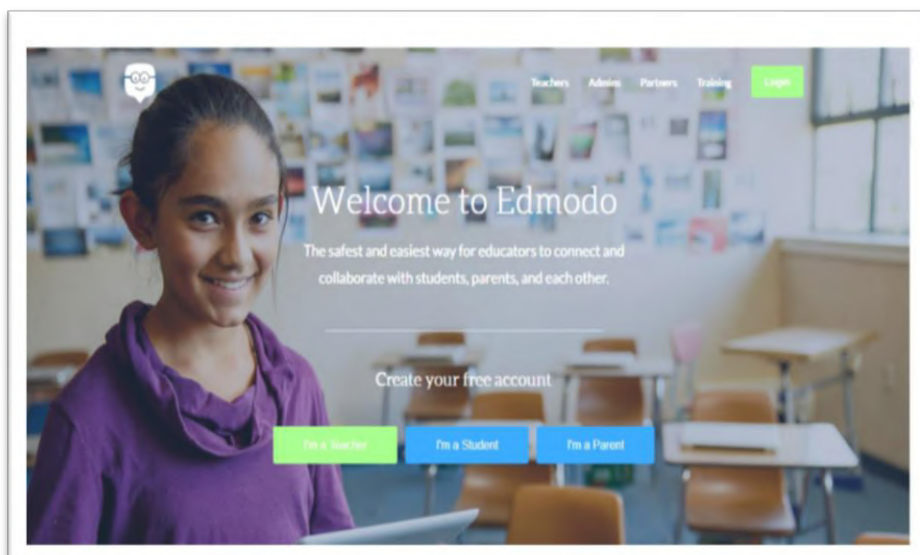 Teachers Admins Partners Training Login
Welcome to Edmodo
The safest and easiest way for educators to connect and
collaborate with students, parents, and each other.
Create your free account
I'm a Teacher I'm a Student I'm a Parent